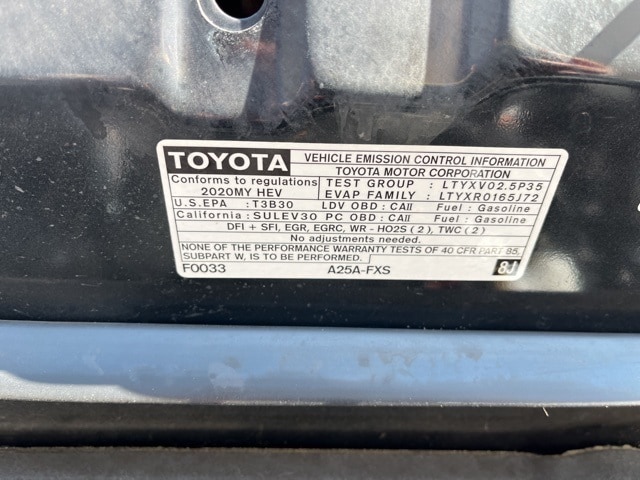 TOYOTA VEHICLE EMISSION CONTROL INFORMATION
TOYOTA MOTOR CORPORATION
Conforms to regulations TEST GROUP : LTYXV02.5P35
2020MY HEV EVAP FAMILY : LTYXR0165J72
U.S.EPA : T3B30 LDV OBD : CAII Fuel : Gasoline
California : SULEV30 PC OBD : CAII Fuel : Gasoline
DFI + SFI, EGR, EGRC, WR - HO2S ( 2 ), TWC ( 2 )
No adjustments needed.
NONE OF THE PERFORMANCE WARRANTY TESTS OF 40 CFR PART 85,
SUBPART W, IS TO BE PERFORMED.
F0033 A25A-FXS 8J